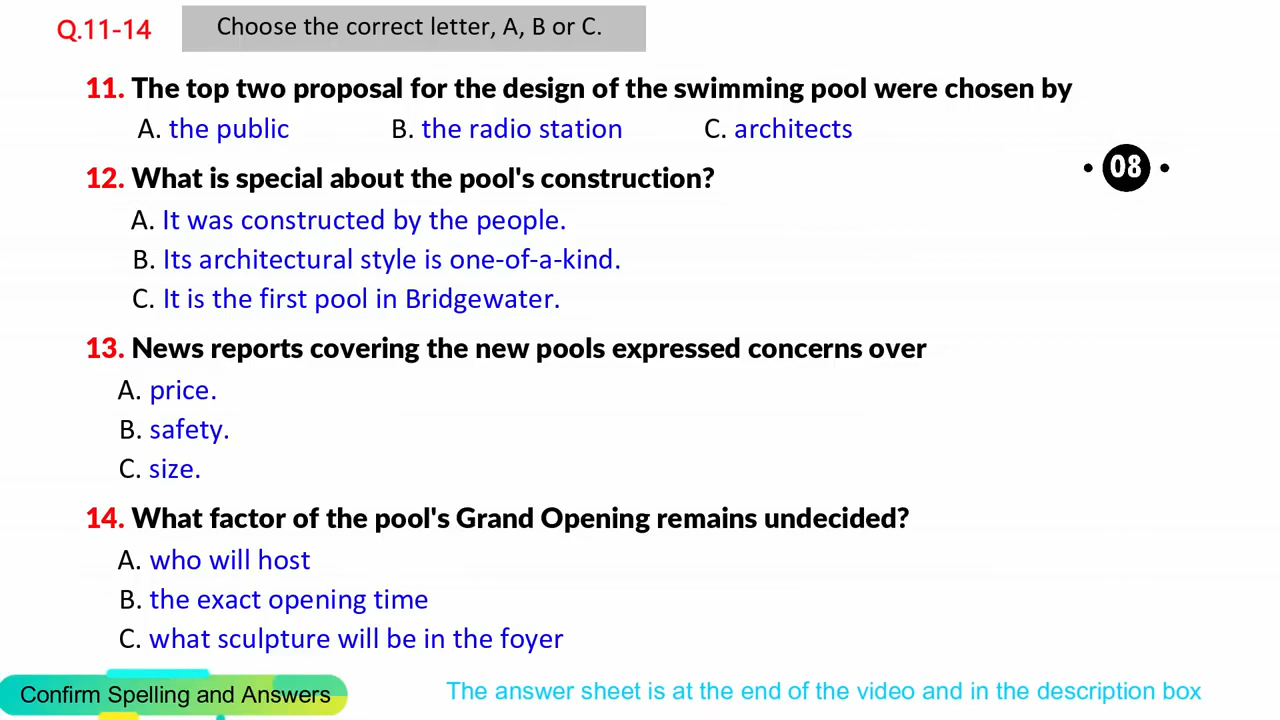 Q.11-14
Choose the correct letter, A, B or C.
11. The top two proposal for the design of the swimming pool were chosen by
A. the public B. the radio station C. architects
08
12. What is special about the pool's construction?
A. It was constructed by the people.
B. Its architectural style is one-of-a-kind.
C. It is the first pool in Bridgewater.
13. News reports covering the new pools expressed concerns over
A. price.
B. safety.
C. size.
14. What factor of the pool's Grand Opening remains undecided?
A. who will host
B. the exact opening time
C. what sculpture will be in the foyer
Confirm Spelling and Answers
The answer sheet is at the end of the video and in the description box